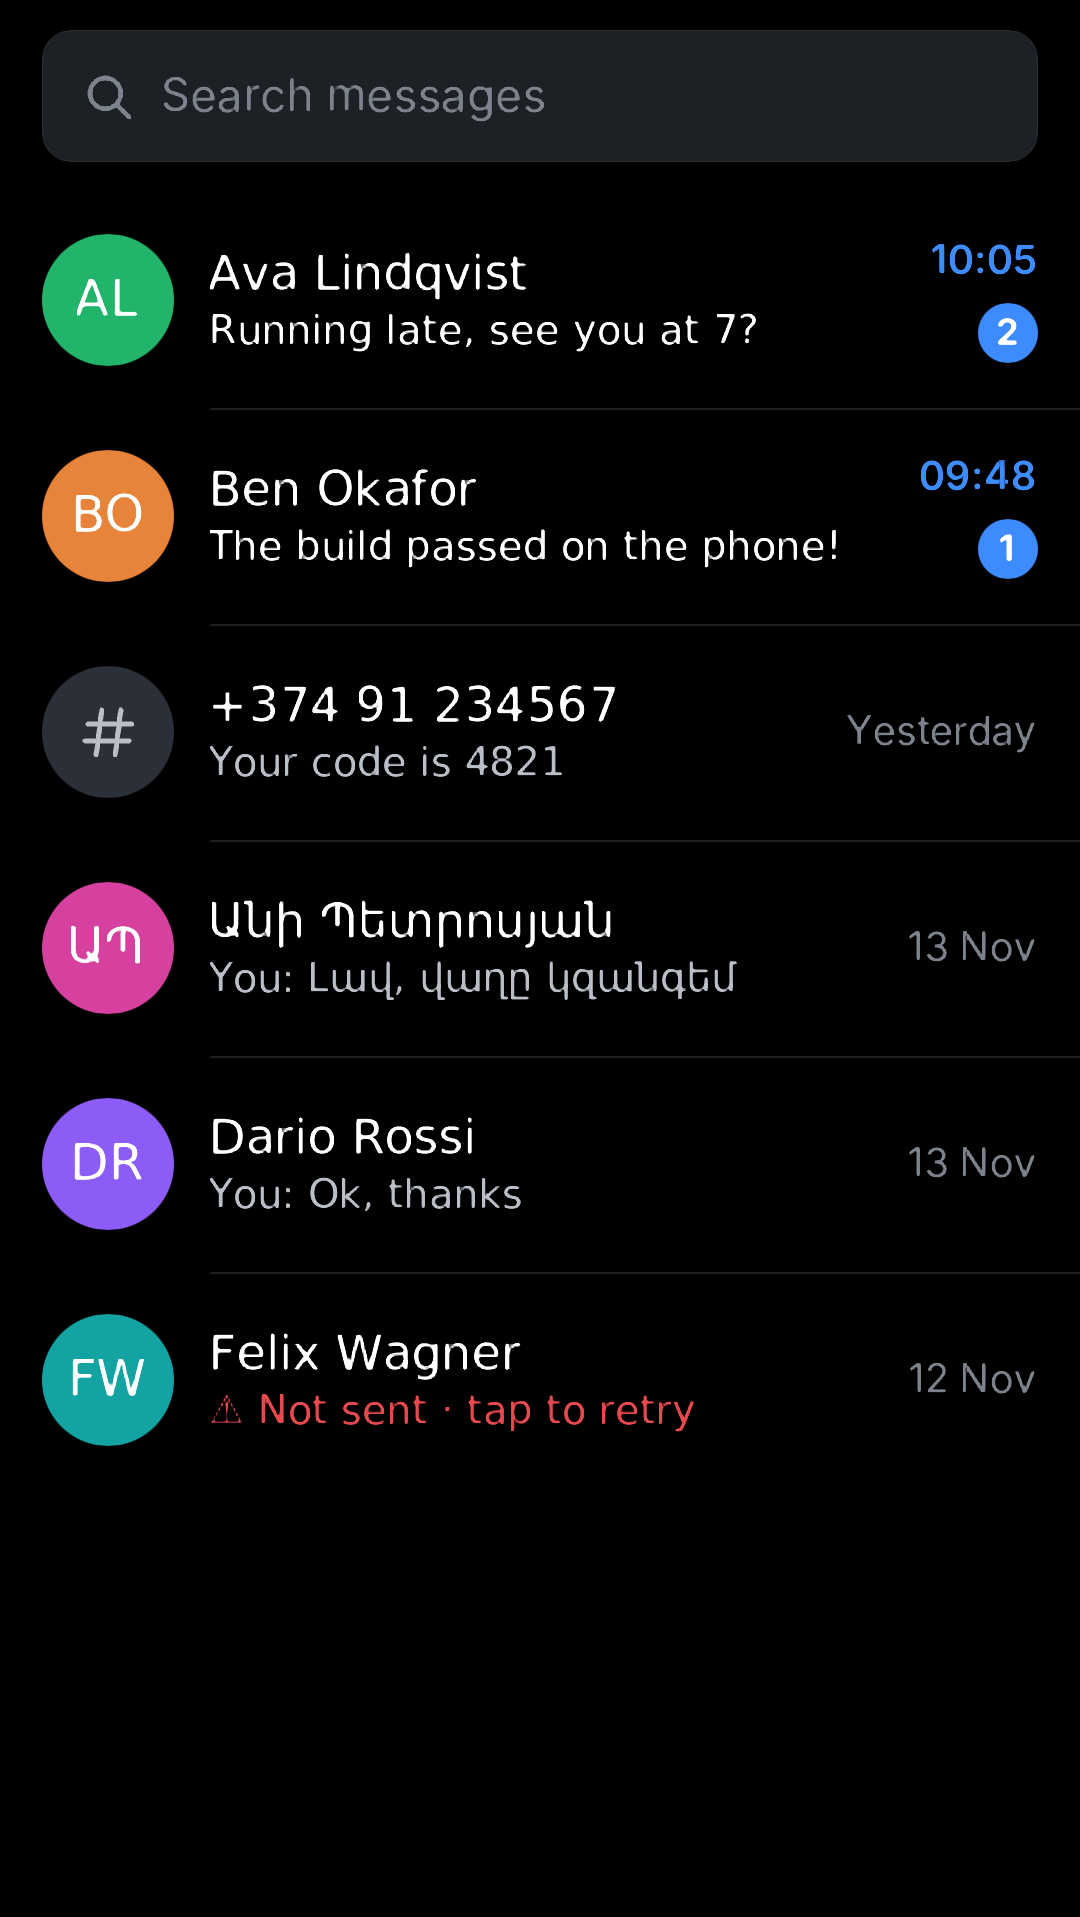 Search messages
AL
Ava Lindqvist
10:05
Running late, see you at 7?
2
BO
Ben Okafor
09:48
The build passed on the phone!
1
#
+374 91 234567
Yesterday
Your code is 4821
ԱՊ
Անի Պետրոսյան
13 Nov
You: Լավ, վաղը կզանգեմ
DR
Dario Rossi
13 Nov
You: Ok, thanks
FW
Felix Wagner
12 Nov
⚠ Not sent · tap to retry